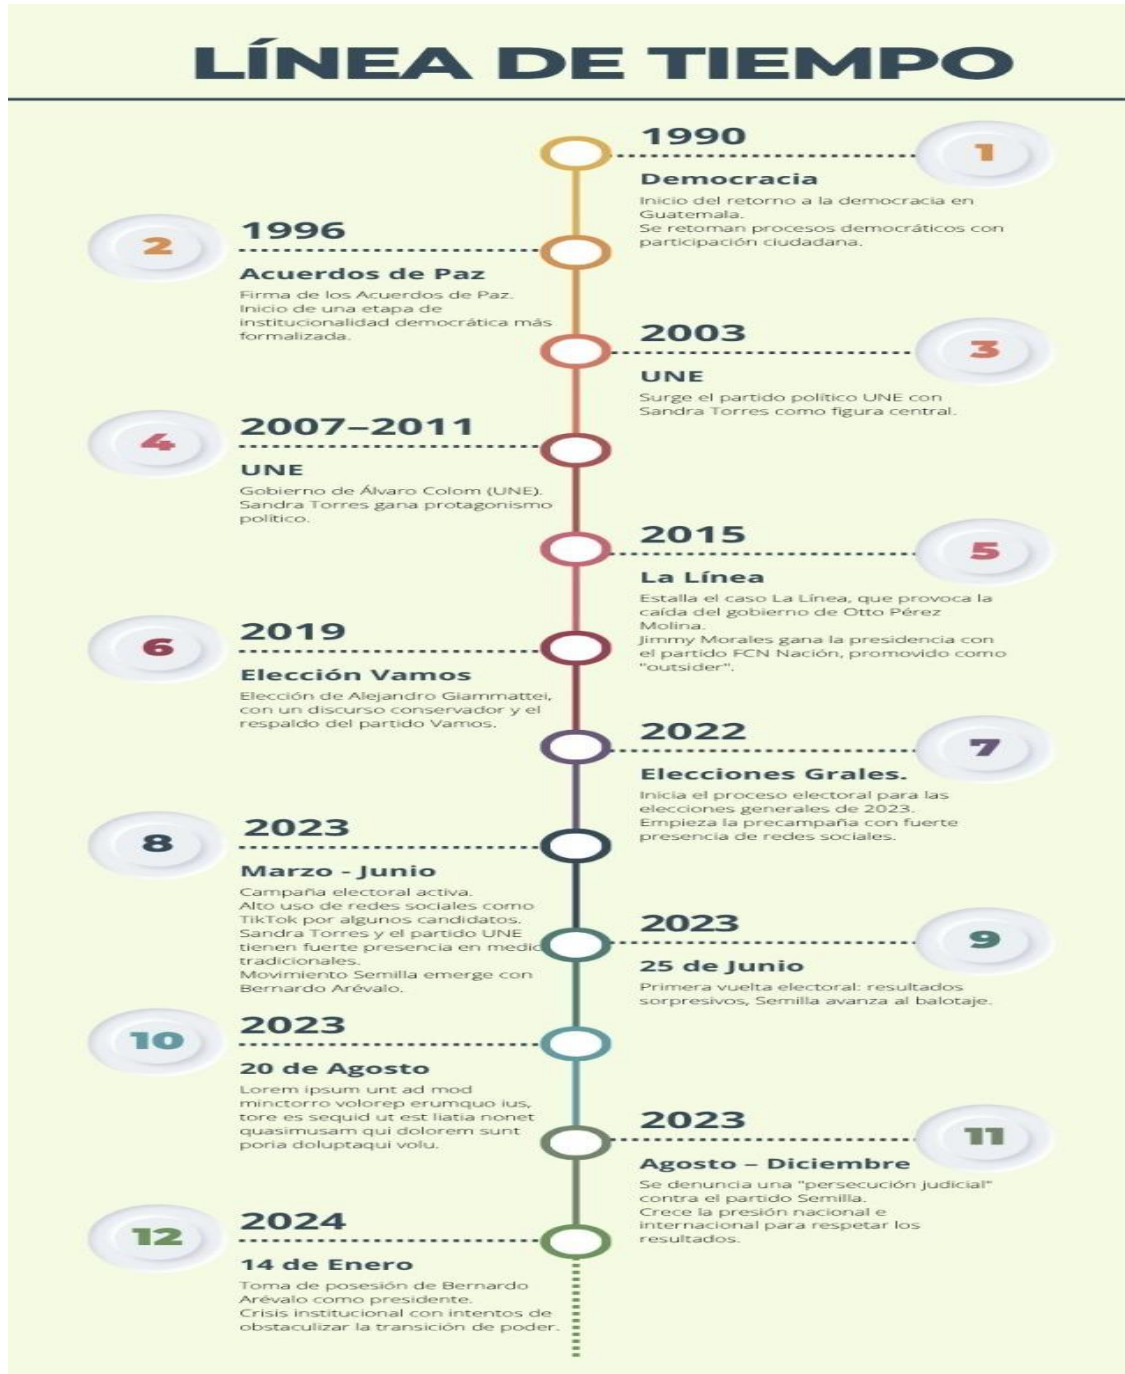 LÍNEA DE TIEMPO
1990
1
Democracia
Inicio del retorno a la democracia en
Guatemala.
Se retoman procesos democráticos con
participación ciudadana.
2
1996
Acuerdos de Paz
Firma de los Acuerdos de Paz.
Inicio de una etapa de
institucionalidad democrática más
formalizada.
2003
3
UNE
Surge el partido político UNE con
Sandra Torres como figura central.
4
2007–2011
UNE
Gobierno de Álvaro Colom (UNE).
Sandra Torres gana protagonismo
político.
2015
5
La Línea
Estalla el caso La Línea, que provoca la
caída del gobierno de Otto Pérez
Molina.
Jimmy Morales gana la presidencia con
el partido FCN Nación, promovido como
"outsider".
6
2019
Elección Vamos
Elección de Alejandro Giammattei,
con un discurso conservador y el
respaldo del partido Vamos.
2022
7
Elecciones Grales.
Inicia el proceso electoral para las
elecciones generales de 2023.
Empieza la precampaña con fuerte
presencia de redes sociales.
8
2023
Marzo - Junio
Campaña electoral activa.
Alto uso de redes sociales como
TikTok por algunos candidatos.
Sandra Torres y el partido UNE
tienen fuerte presencia en medio
tradicionales.
Movimiento Semilla emerge con
Bernardo Arévalo.
2023
9
25 de Junio
Primera vuelta electoral: resultados
sorpresivos, Semilla avanza al balotaje.
10
2023
20 de Agosto
Lorem ipsum unt ad mod
minctorro volorep erumquo ius,
tore es sequid ut est liatia nonet
quasimusam qui dolorem sunt
poria doluptaqui volu.
2023
11
Agosto – Diciembre
Se denuncia una "persecución judicial"
contra el partido Semilla.
Crece la presión nacional e
internacional para respetar los
resultados.
12
2024
14 de Enero
Toma de posesión de Bernardo
Arévalo como presidente.
Crisis institucional con intentos de
obstaculizar la transición de poder.